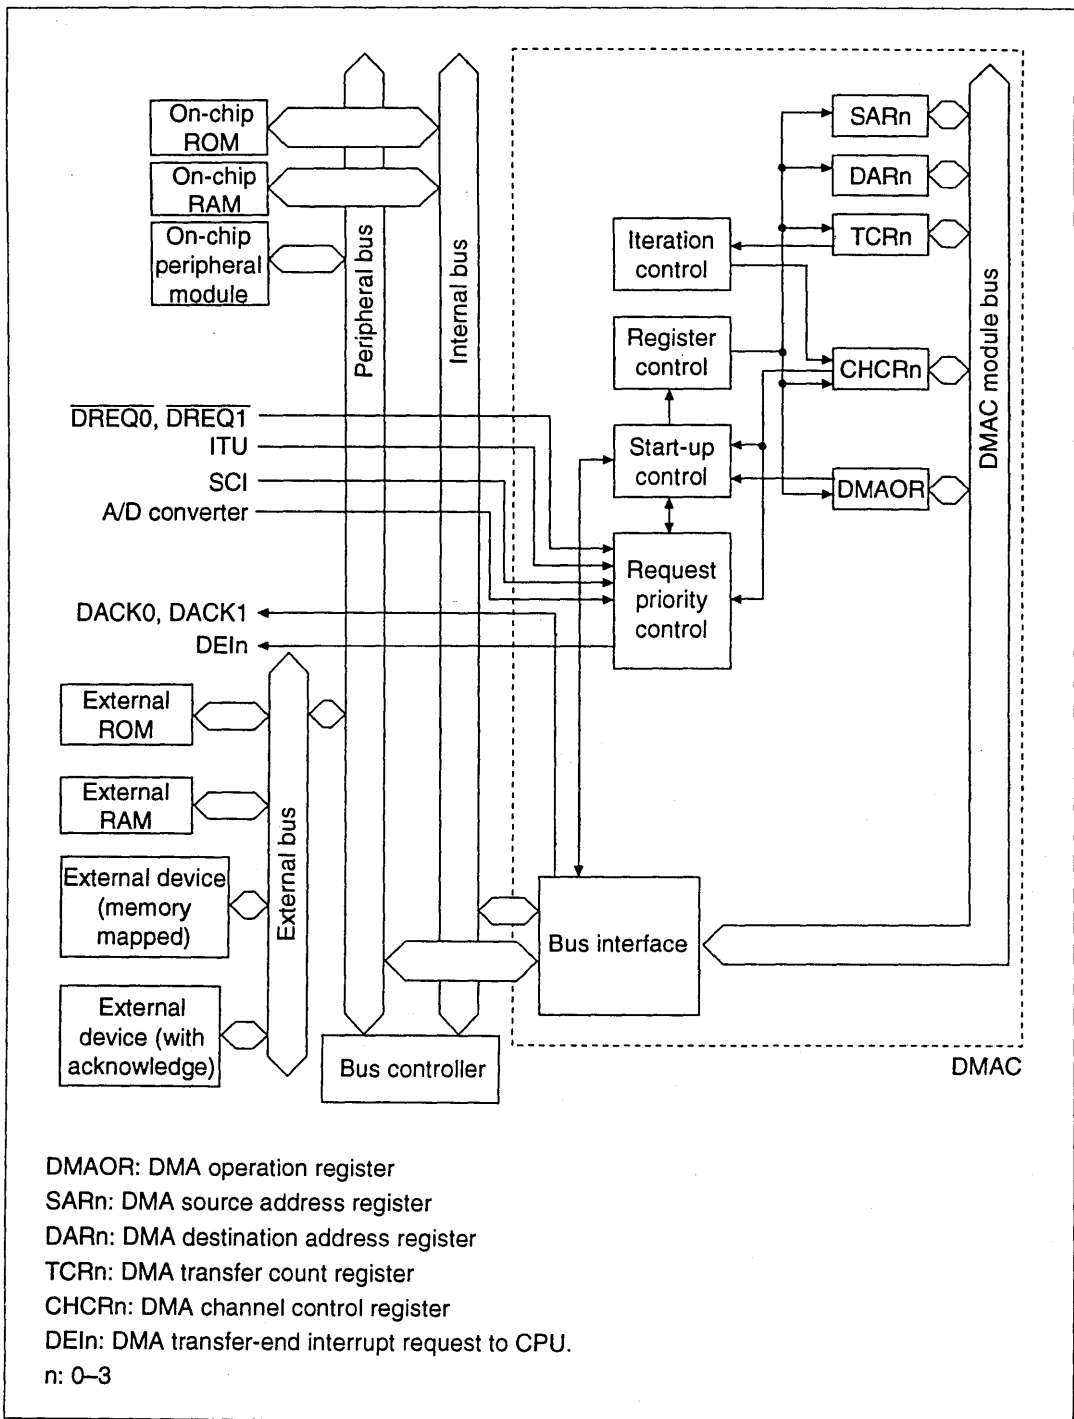 On-chip
ROM
On-chip
RAM
On-chip
peripheral
module
Peripheral bus
Internal bus
SARn
DARn
TCRn
Iteration
control
Register
control
CHCRn
DMAC module bus
Start-up
control
DMAOR
Request
priority
control
DREQ0, DREQ1
ITU
SCI
A/D converter
DACK0, DACK1
DEIn
External
ROM
External
RAM
External device
(memory
mapped)
External
device (with
acknowledge)
External bus
Bus interface
Bus controller
DMAC
DMAOR: DMA operation register
SARn: DMA source address register
DARn: DMA destination address register
TCRn: DMA transfer count register
CHCRn: DMA channel control register
DEIn: DMA transfer-end interrupt request to CPU.
n: 0–3